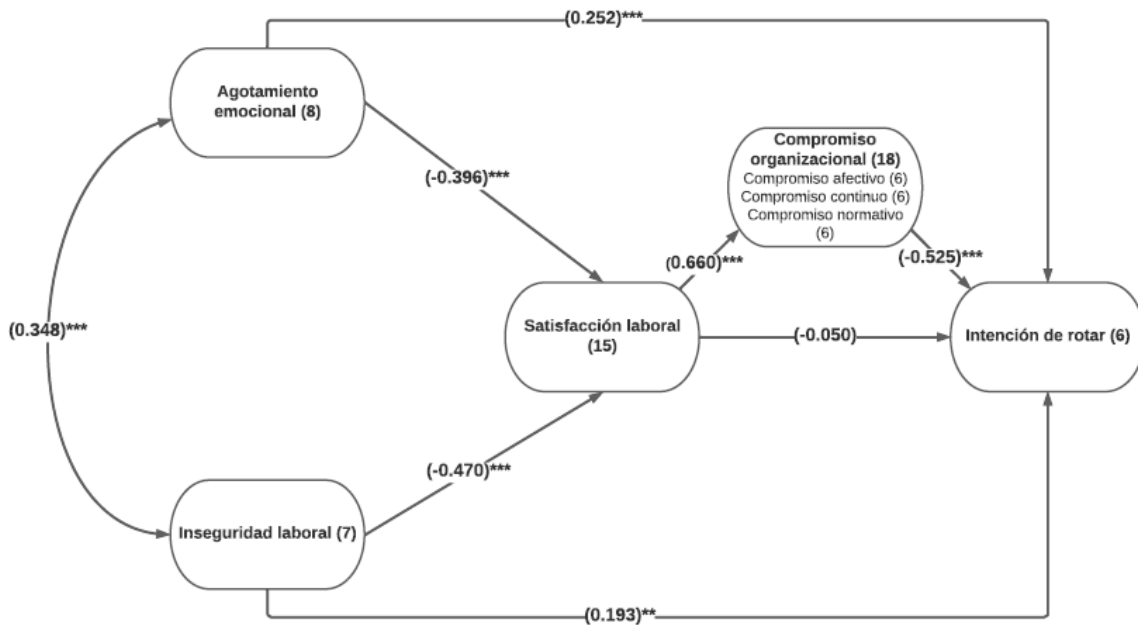 (0.252)***
Agotamiento
emocional (8)
Compromiso
organizacional (18)
Compromiso afectivo (6)
Compromiso continuo (6)
Compromiso normativo
(6)
(-0.396)***
(0.660)***
(-0.525)***
(0.348)***
Satisfacción laboral
(15)
(-0.050)
Intención de rotar (6)
(-0.470)***
Inseguridad laboral (7)
(0.193)**